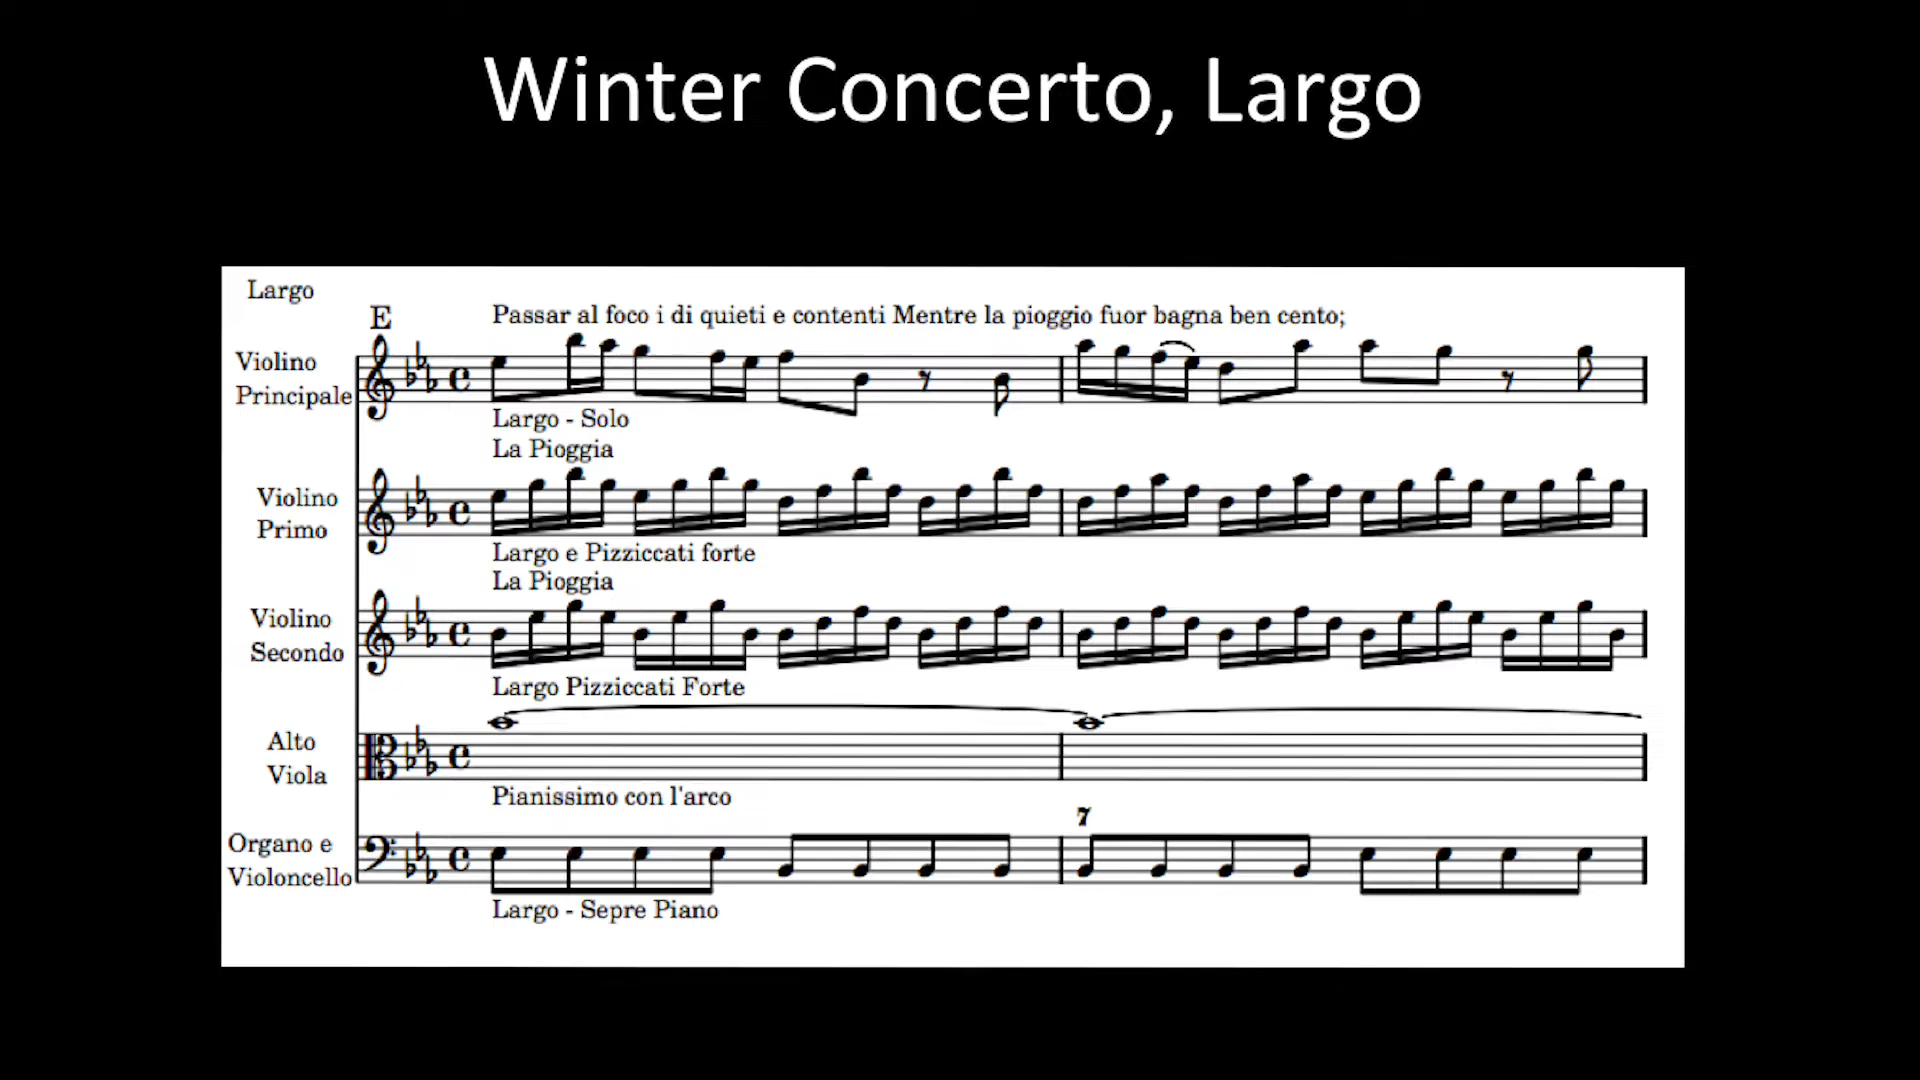 Winter Concerto, Largo
Largo
E
Passar al foco i di quieti e contenti Mentre la pioggio fuor bagna ben cento;
Violino
Principale
Largo - Solo
La Pioggia
Violino
Primo
Largo e Pizziccati forte
La Pioggia
Violino
Secondo
Largo Pizziccati Forte
Alto
Viola
Pianissimo con l'arco
7
Organo e
Violoncello
Largo - Sepre Piano